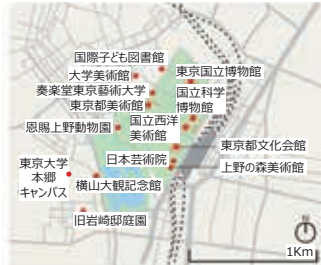 国際子ども図書館
大学美術館
東京国立博物館
奏楽堂東京藝術大学
東京都美術館
国立科学
博物館
恩賜上野動物園
国立西洋
美術館
東京都文化会館
日本芸術院
上野の森美術館
東京大学
本郷
キャンパス
横山大観記念館
旧岩崎邸庭園
1Km